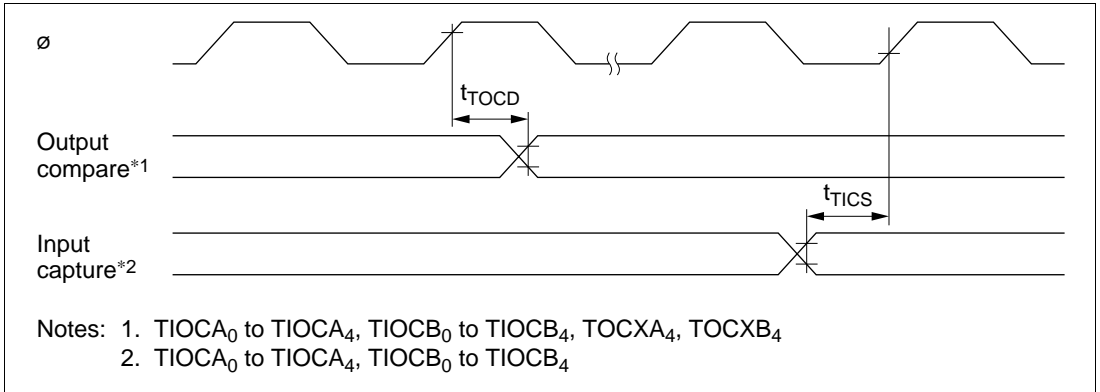 ø
tTOCD
Output
compare*1
tTICS
Input
capture*2
Notes: 1. TIOCA0 to TIOCA4, TIOCB0 to TIOCB4, TOCXA4, TOCXB4
2. TIOCA0 to TIOCA4, TIOCB0 to TIOCB4